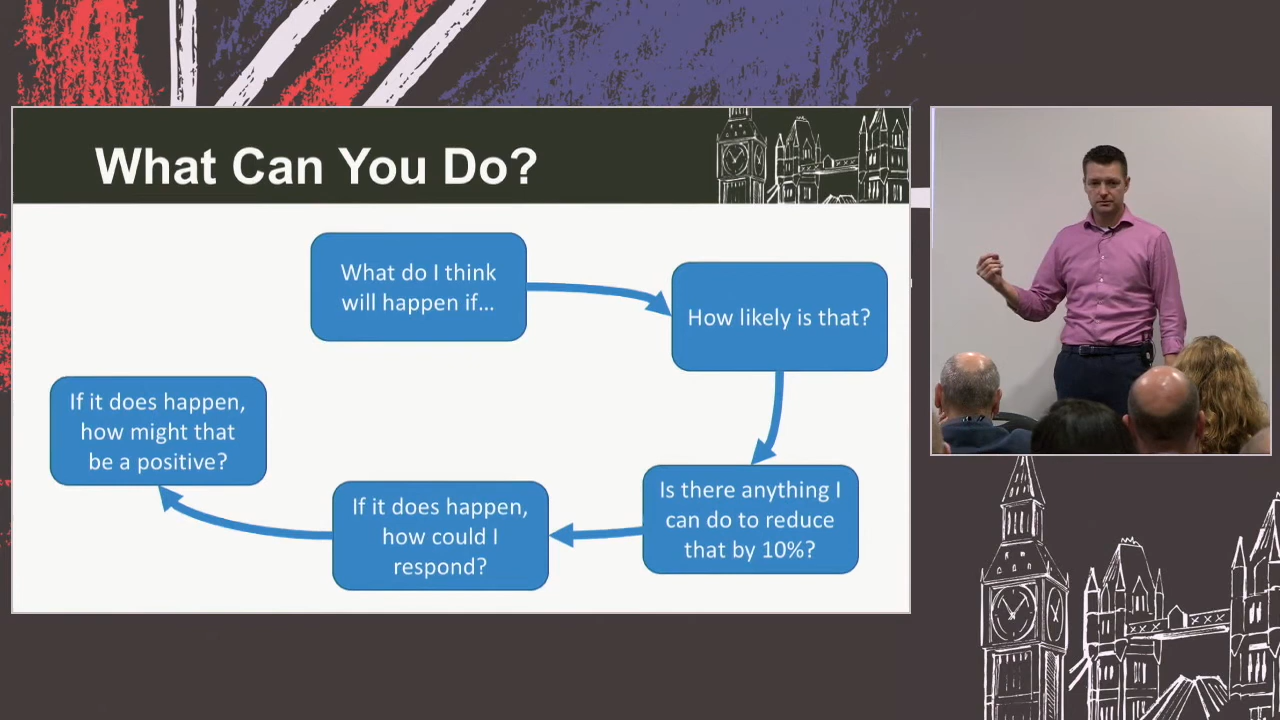 What Can You Do?
What do I think
will happen if...
How likely is that?
Is there anything I
can do to reduce
that by 10%?
If it does happen,
how could I
respond?
If it does happen,
how might that
be a positive?